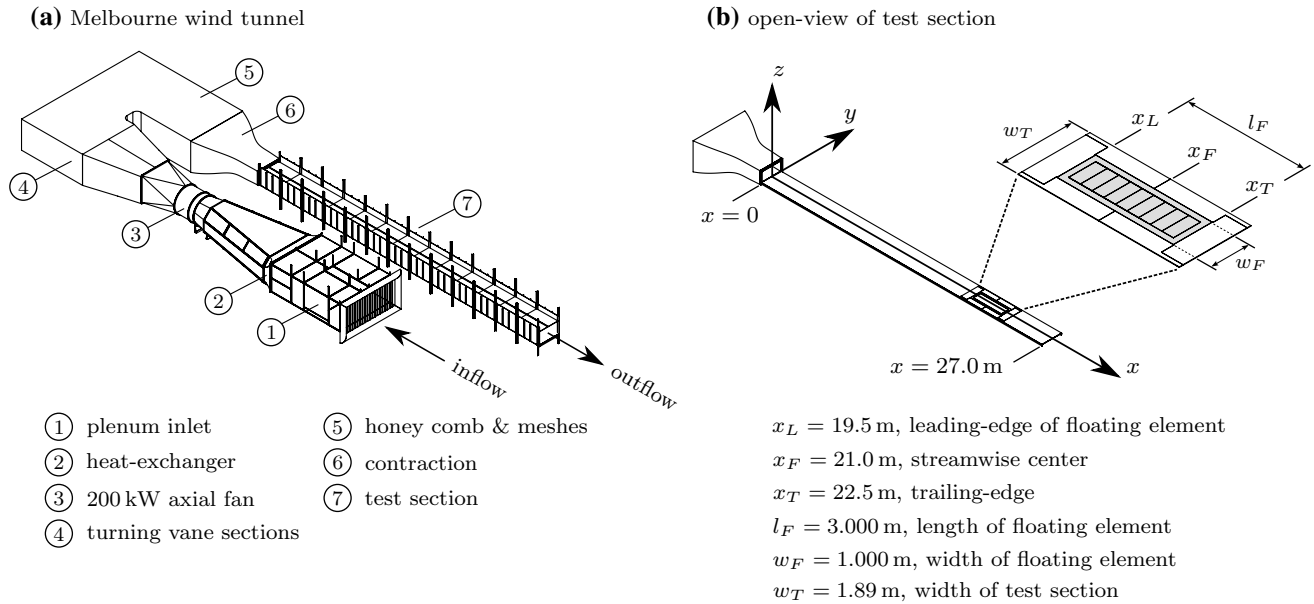 (a) Melbourne wind tunnel
5
6
4
3
7
2
1
inflow
outflow
1 plenum inlet
2 heat-exchanger
3 200 kW axial fan
4 turning vane sections
5 honey comb & meshes
6 contraction
7 test section
(b) open-view of test section
z
y
x = 0
x = 27.0 m
x
w_T
x_L
l_F
x_F
x_T
w_F
x_L = 19.5 m, leading-edge of floating element
x_F = 21.0 m, streamwise center
x_T = 22.5 m, trailing-edge
l_F = 3.000 m, length of floating element
w_F = 1.000 m, width of floating element
w_T = 1.89 m, width of test section